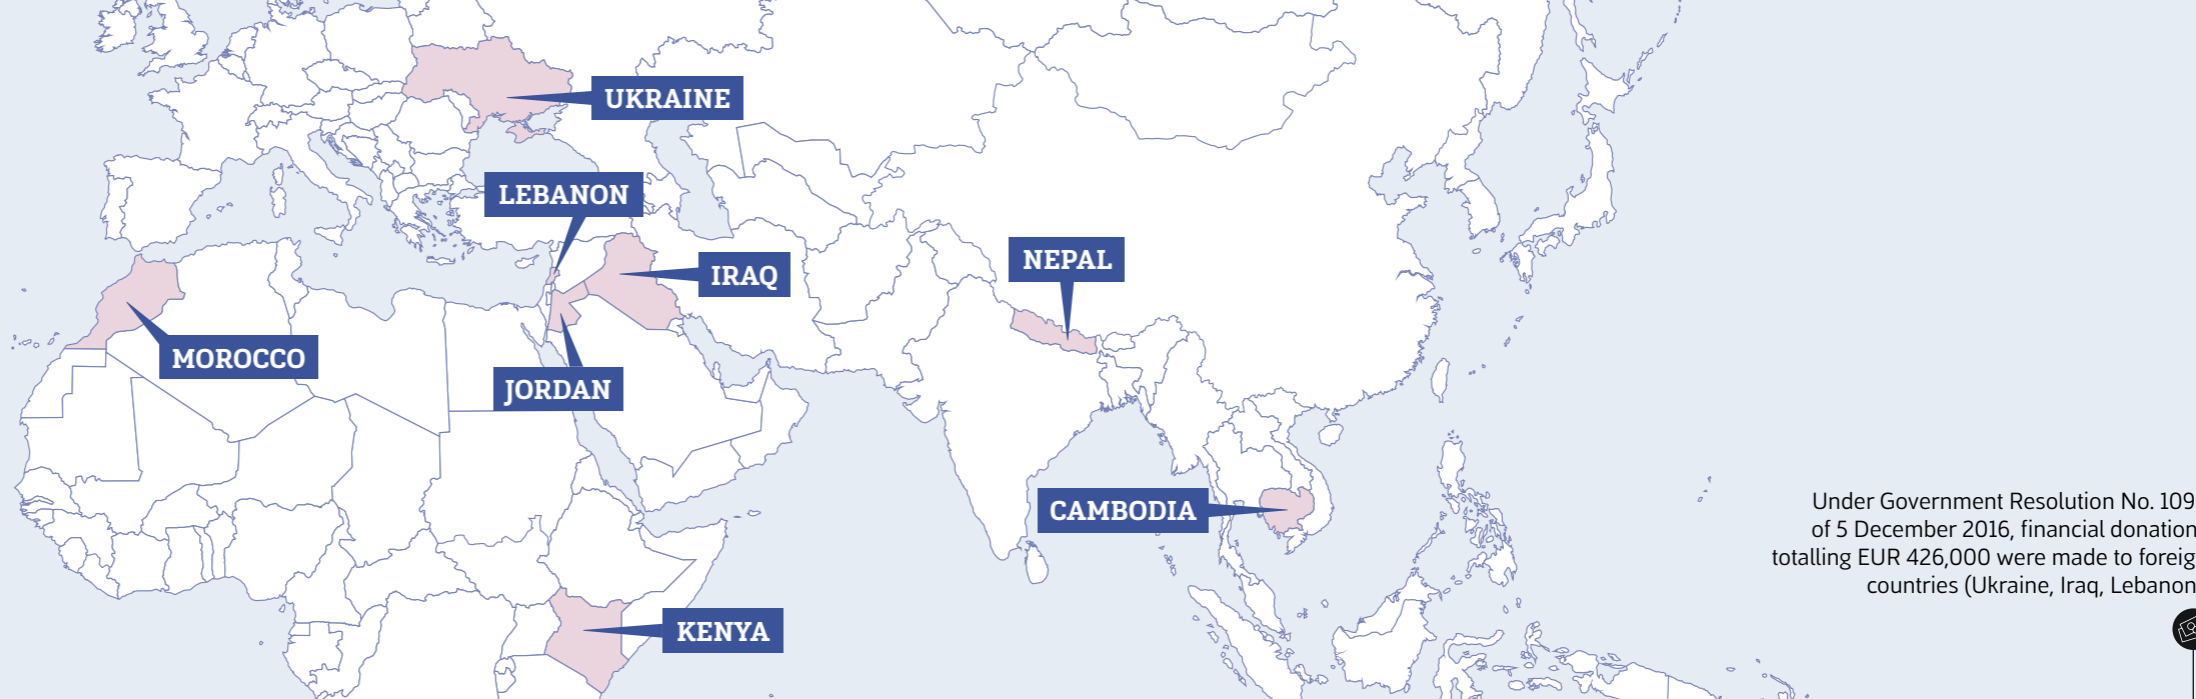 UKRAINE
LEBANON
NEPAL
IRAQ
MOROCCO
JORDAN
CAMBODIA
KENYA
Under Government Resolution No. 109
of 5 December 2016, financial donation
totalling EUR 426,000 were made to foreig
countries (Ukraine, Iraq, Lebanon